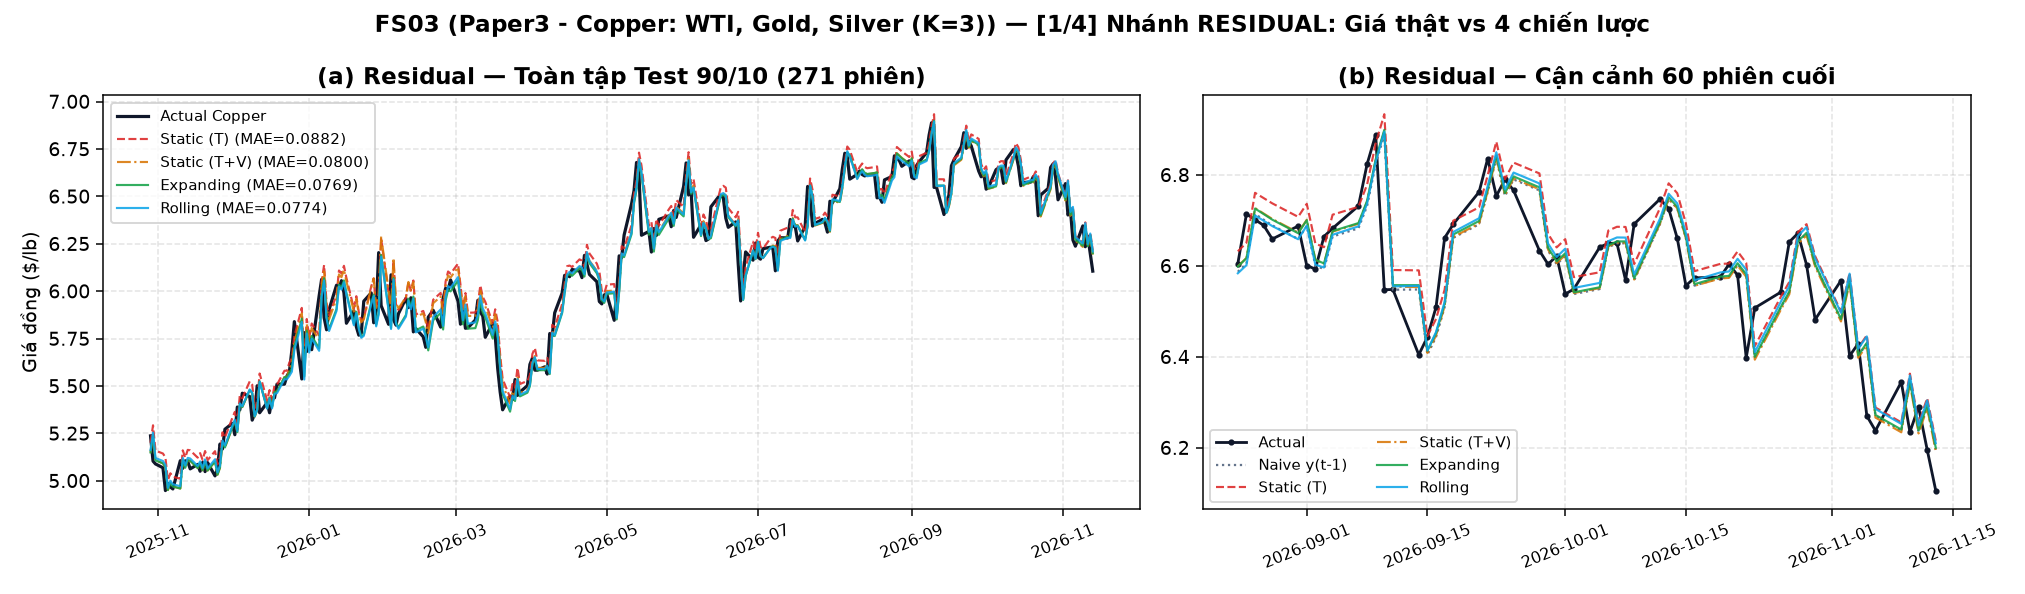 FS03 (Paper3 - Copper: WTI, Gold, Silver (K=3)) — [1/4] Nhánh RESIDUAL: Giá thật vs 4 chiến lược
(a) Residual — Toàn tập Test 90/10 (271 phiên)
Giá đồng ($/lb)
7.00
6.75
6.50
6.25
6.00
5.75
5.50
5.25
5.00
Actual Copper
Static (T) (MAE=0.0882)
Static (T+V) (MAE=0.0800)
Expanding (MAE=0.0769)
Rolling (MAE=0.0774)
2025-11
2026-01
2026-03
2026-05
2026-07
2026-09
2026-11
(b) Residual — Cận cảnh 60 phiên cuối
6.8
6.6
6.4
6.2
Actual
Naive y(t-1)
Static (T)
Static (T+V)
Expanding
Rolling
2026-09-01
2026-09-15
2026-10-01
2026-10-15
2026-11-01
2026-11-15